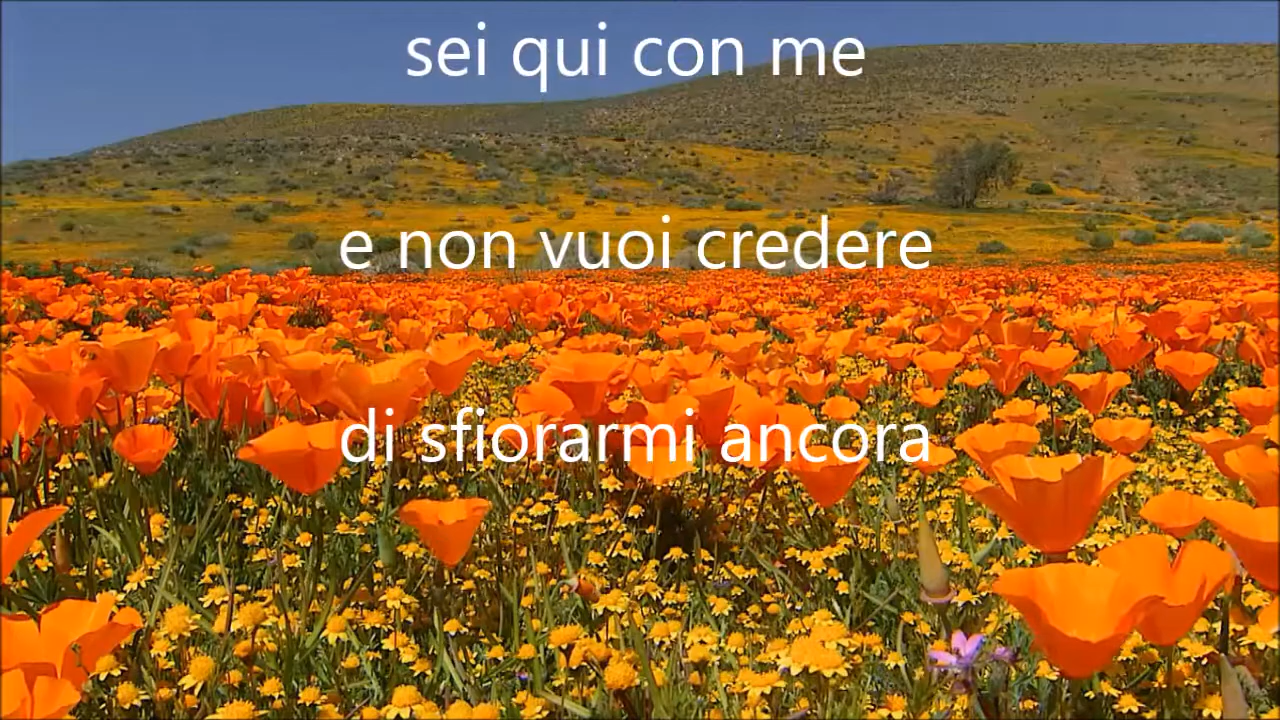 sei qui con me
e non vuoi credere
di sfiorarmi ancora